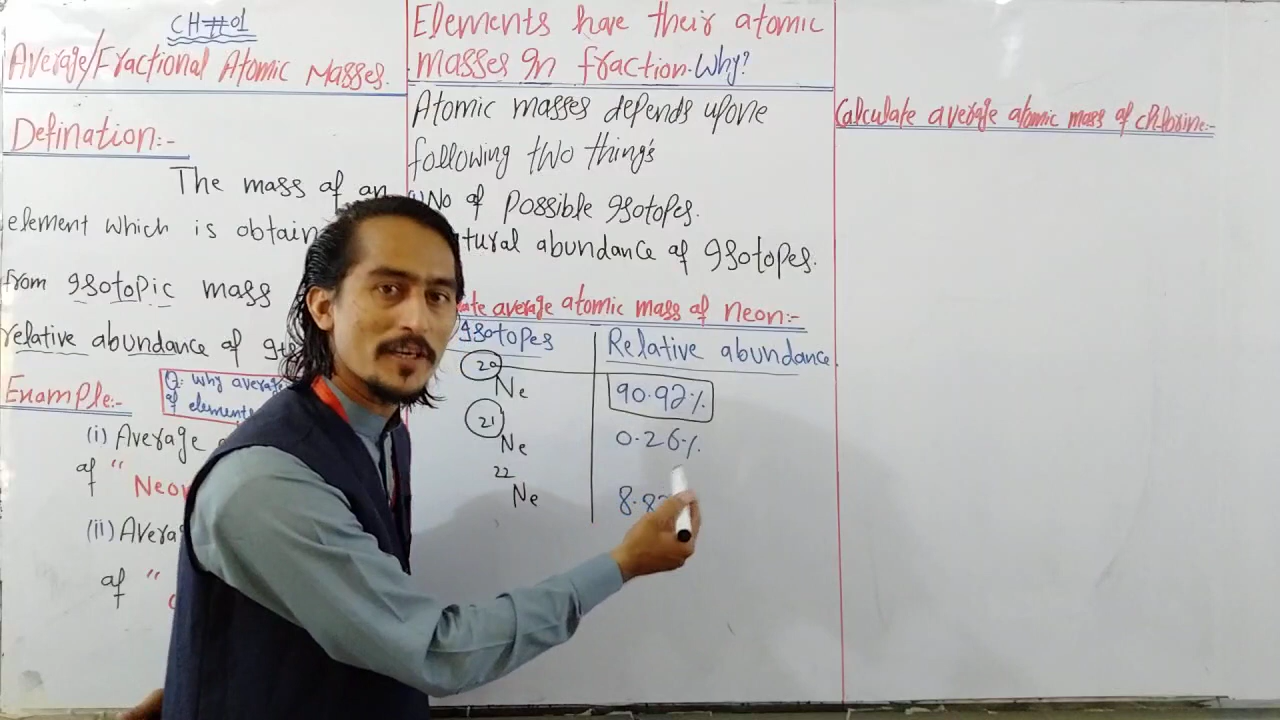 CH#01
Average/Fractional Atomic Masses.
Defination:-
The mass of an
element which is obtain
from Isotopic mass
relative abundance of
Example:-
Q: Why average
of elements
(i) Average
of "Neon
(ii) Avera
of "
Elements have their atomic
masses In fraction. Why?
Atomic masses depends upone
following two thing's
No of Possible Isotopes.
tural abundance of Isotopes.
ate average atomic mass of Neon:-
Isotopes Relative abundance
20 Ne 90.92%
21 Ne 0.26%
22 Ne 8.8
Calculate average atomic mass of chlorine:-